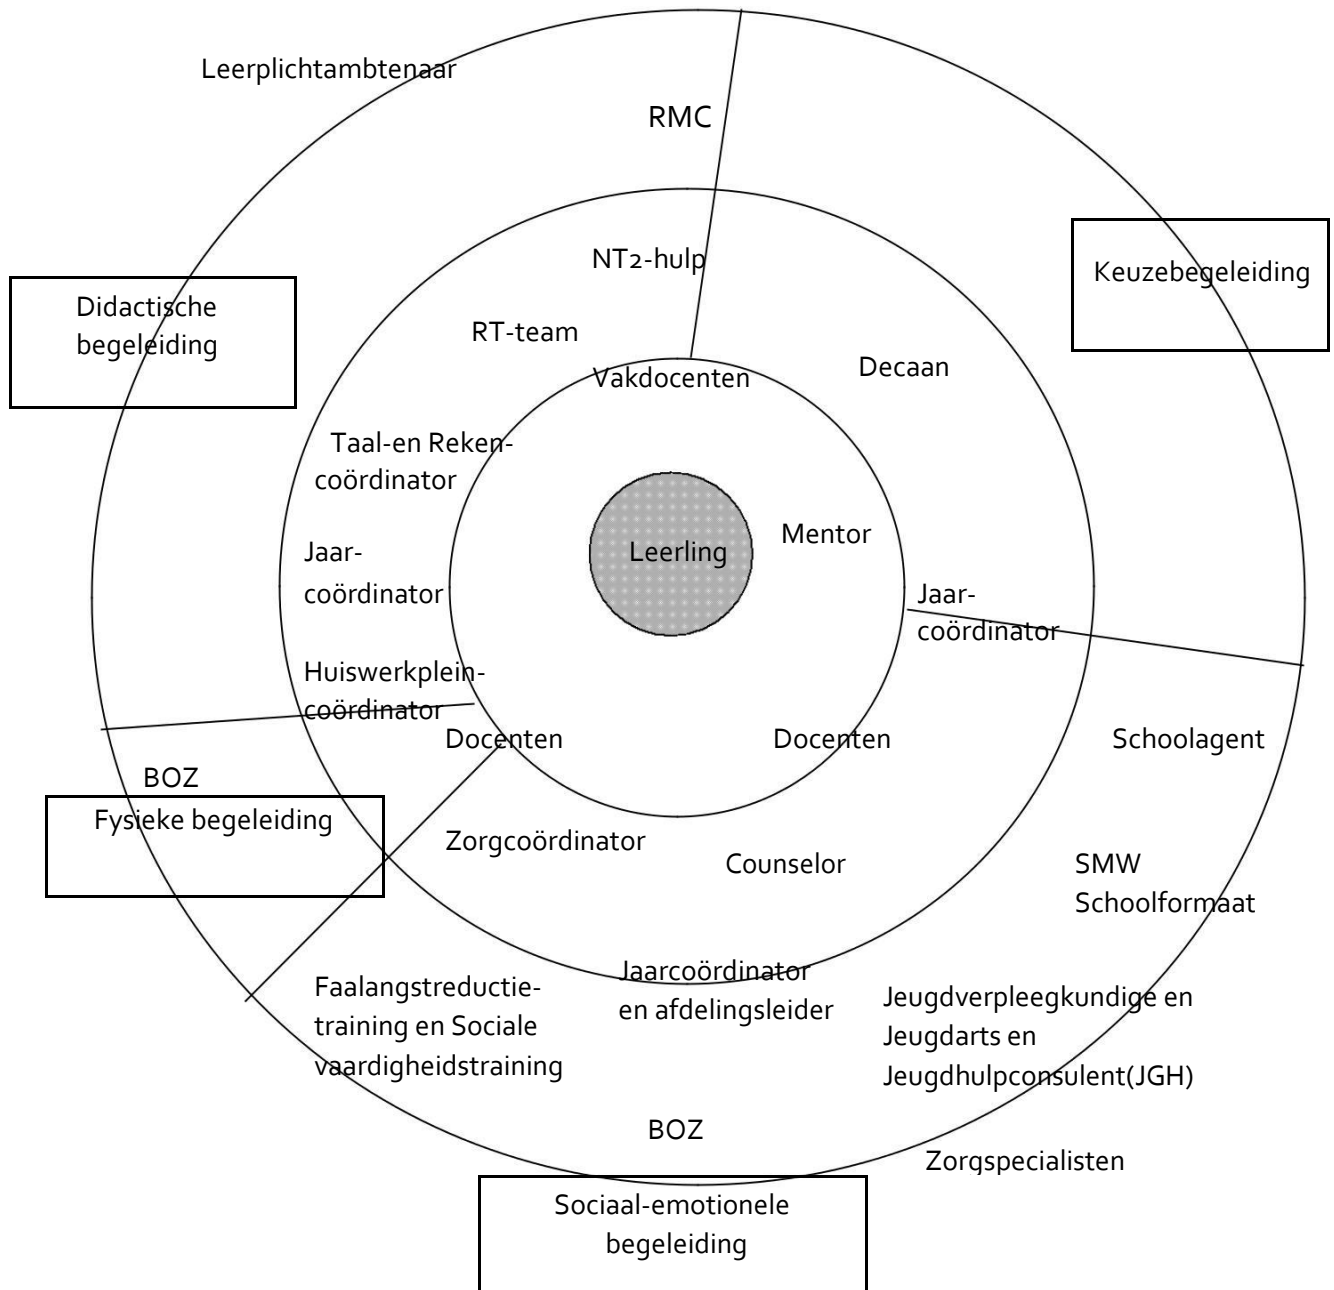 Leerplichtambtenaar
RMC
NT2-hulp
Keuzebegeleiding
Didactische
begeleiding
RT-team
Decaan
Vakdocenten
Taal-en Reken-
coördinator
Mentor
Leerling
Jaar-
coördinator
Jaar-
coördinator
Huiswerkplein-
coördinator
Docenten
Docenten
Schoolagent
BOZ
Fysieke begeleiding
Zorgcoördinator
Counselor
SMW
Schoolformaat
Jaarcoördinator
en afdelingsleider
Faalangstreductie-
training en Sociale
vaardigheidstraining
Jeugdverpleegkundige en
Jeugdarts en
Jeugdhulpconsulent(JGH)
BOZ
Zorgspecialisten
Sociaal-emotionele
begeleiding